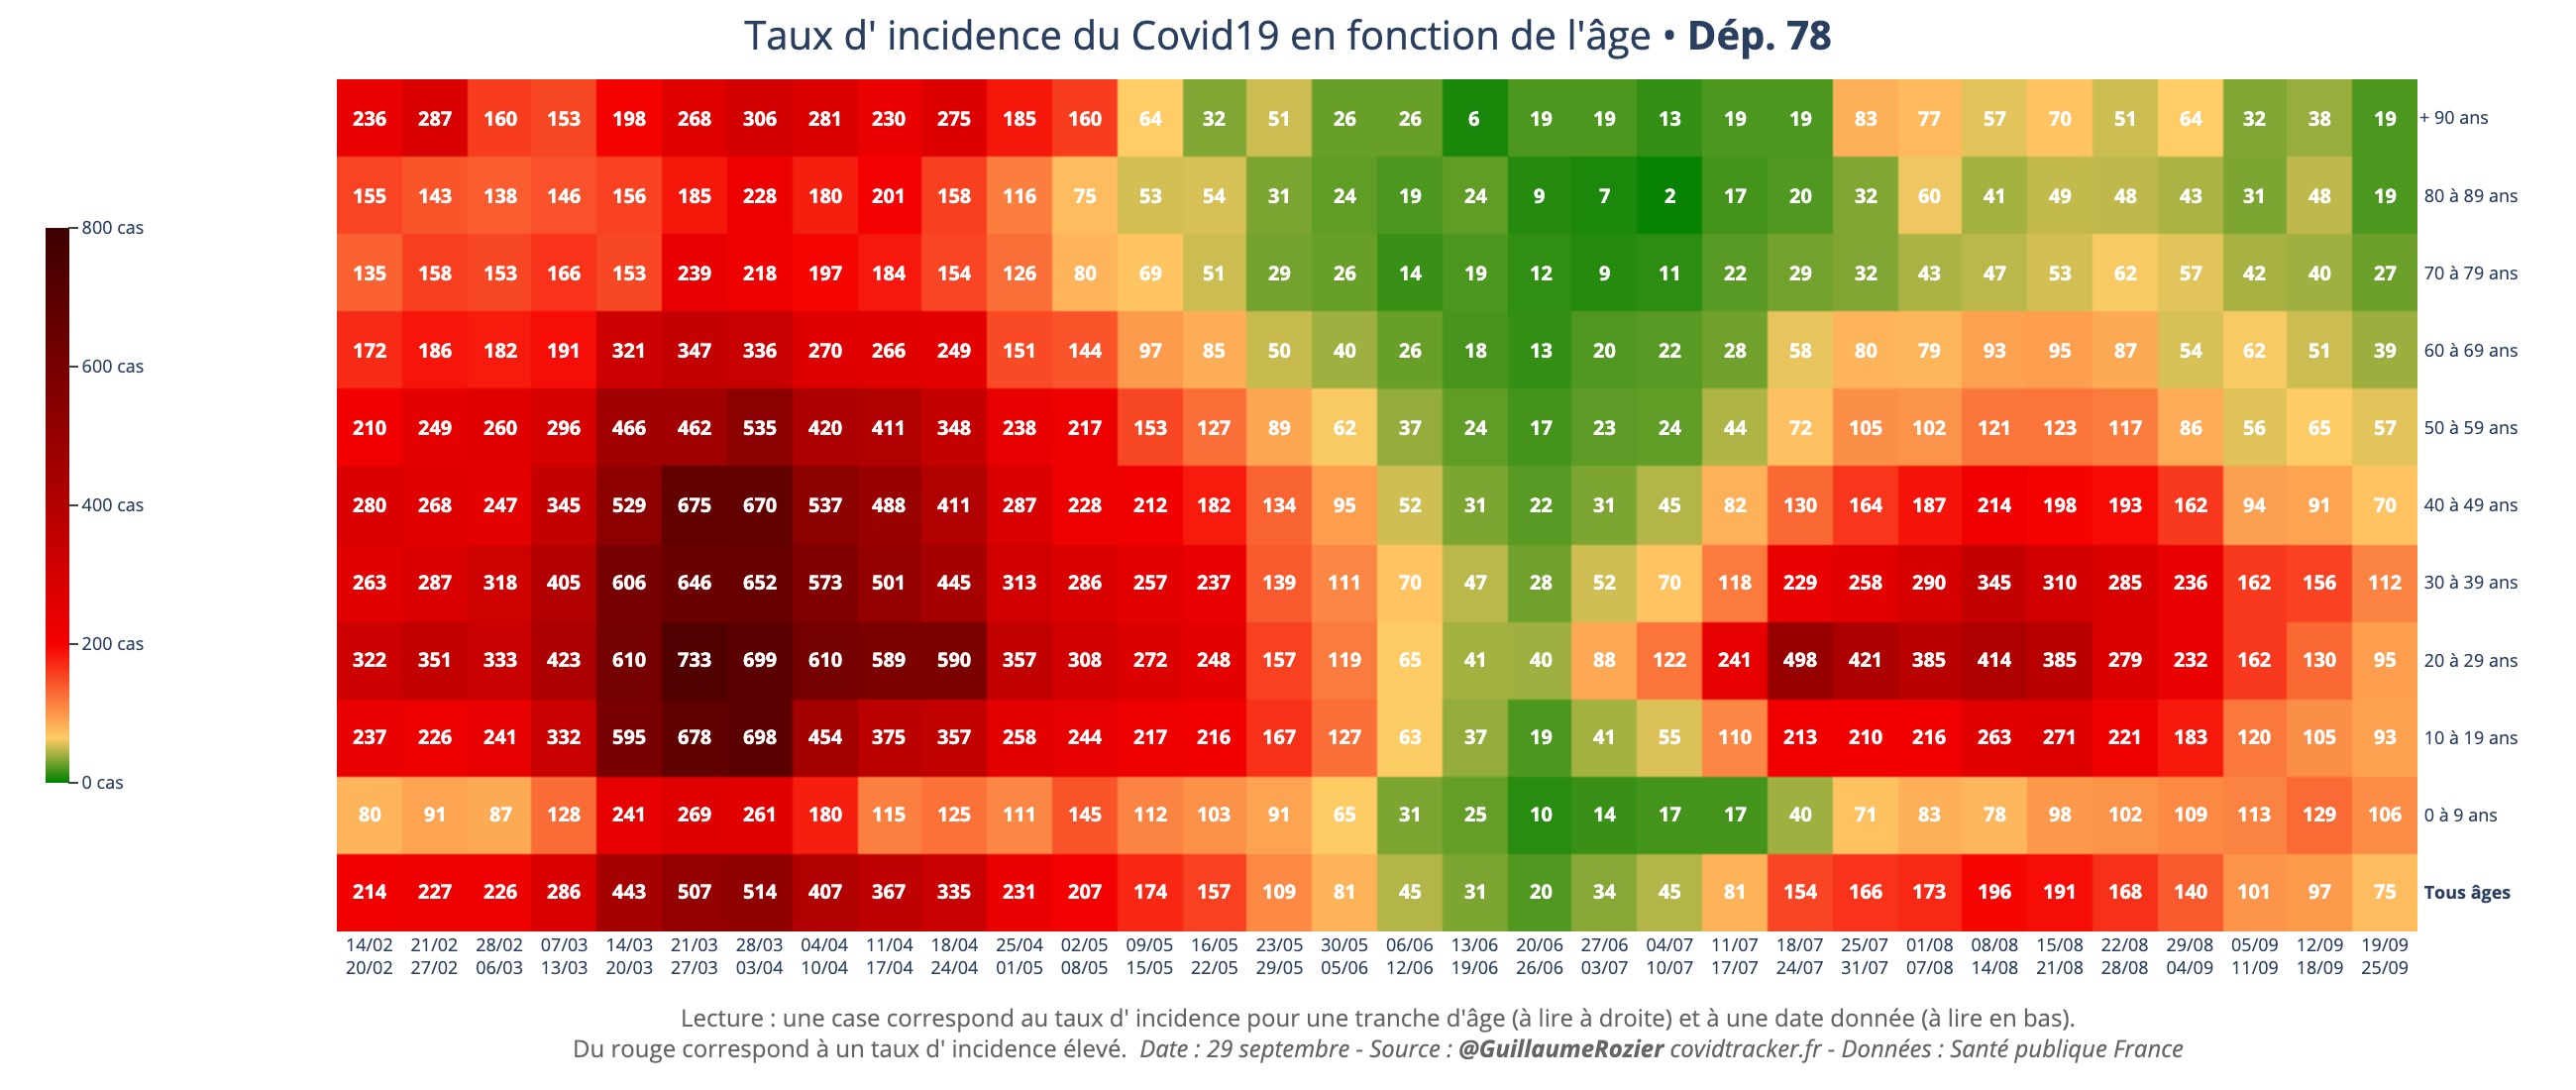 Taux d' incidence du Covid19 en fonction de l'âge • Dép. 78
236 287 160 153 198 268 306 281 230 275 185 160 64 32 51 26 26 6 19 19 13 19 19 83 77 57 70 51 64 32 38 19 + 90 ans
155 143 138 146 156 185 228 180 201 158 116 75 53 54 31 24 19 24 9 7 2 17 20 32 60 41 49 48 43 31 48 19 80 à 89 ans
800 cas
135 158 153 166 153 239 218 197 184 154 126 80 69 51 29 26 14 19 12 9 11 22 29 32 43 47 53 62 57 42 40 27 70 à 79 ans
172 186 182 191 321 347 336 270 266 249 151 144 97 85 50 40 26 18 13 20 22 28 58 80 79 93 95 87 54 62 51 39 60 à 69 ans
600 cas
210 249 260 296 466 462 535 420 411 348 238 217 153 127 89 62 37 24 17 23 24 44 72 105 102 121 123 117 86 56 65 57 50 à 59 ans
400 cas
280 268 247 345 529 675 670 537 488 411 287 228 212 182 134 95 52 31 22 31 45 82 130 164 187 214 198 193 162 94 91 70 40 à 49 ans
263 287 318 405 606 646 652 573 501 445 313 286 257 237 139 111 70 47 28 52 70 118 229 258 290 345 310 285 236 162 156 112 30 à 39 ans
200 cas
322 351 333 423 610 733 699 610 589 590 357 308 272 248 157 119 65 41 40 88 122 241 498 421 385 414 385 279 232 162 130 95 20 à 29 ans
237 226 241 332 595 678 698 454 375 357 258 244 217 216 167 127 63 37 19 41 55 110 213 210 216 263 271 221 183 120 105 93 10 à 19 ans
0 cas
80 91 87 128 241 269 261 180 115 125 111 145 112 103 91 65 31 25 10 14 17 17 40 71 83 78 98 102 109 113 129 106 0 à 9 ans
214 227 226 286 443 507 514 407 367 335 231 207 174 157 109 81 45 31 20 34 45 81 154 166 173 196 191 168 140 101 97 75 Tous âges
14/02 21/02 28/02 07/03 14/03 21/03 28/03 04/04 11/04 18/04 25/04 02/05 09/05 16/05 23/05 30/05 06/06 13/06 20/06 27/06 04/07 11/07 18/07 25/07 01/08 08/08 15/08 22/08 29/08 05/09 12/09 19/09
20/02 27/02 06/03 13/03 20/03 27/03 03/04 10/04 17/04 24/04 01/05 08/05 15/05 22/05 29/05 05/06 12/06 19/06 26/06 03/07 10/07 17/07 24/07 31/07 07/08 14/08 21/08 28/08 04/09 11/09 18/09 25/09
Lecture : une case correspond au taux d' incidence pour une tranche d'âge (à lire à droite) et à une date donnée (à lire en bas).
Du rouge correspond à un taux d' incidence élevé. Date : 29 septembre - Source : @GuillaumeRozier covidtracker.fr - Données : Santé publique France